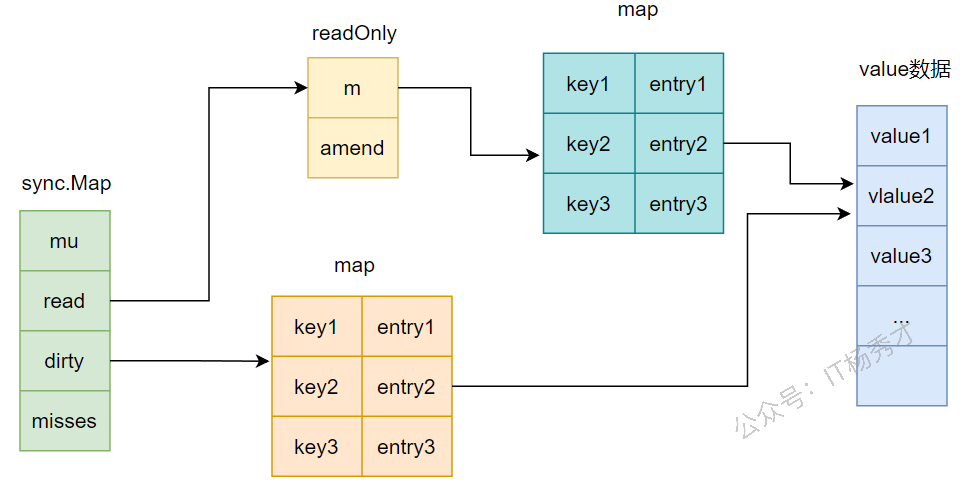 sync.Map
mu
read
dirty
misses
readOnly
m
amend
map
key1 entry1
key2 entry2
key3 entry3
map
key1 entry1
key2 entry2
key3 entry3
value数据
value1
vlalue2
value3
...
公众号：IT杨秀才